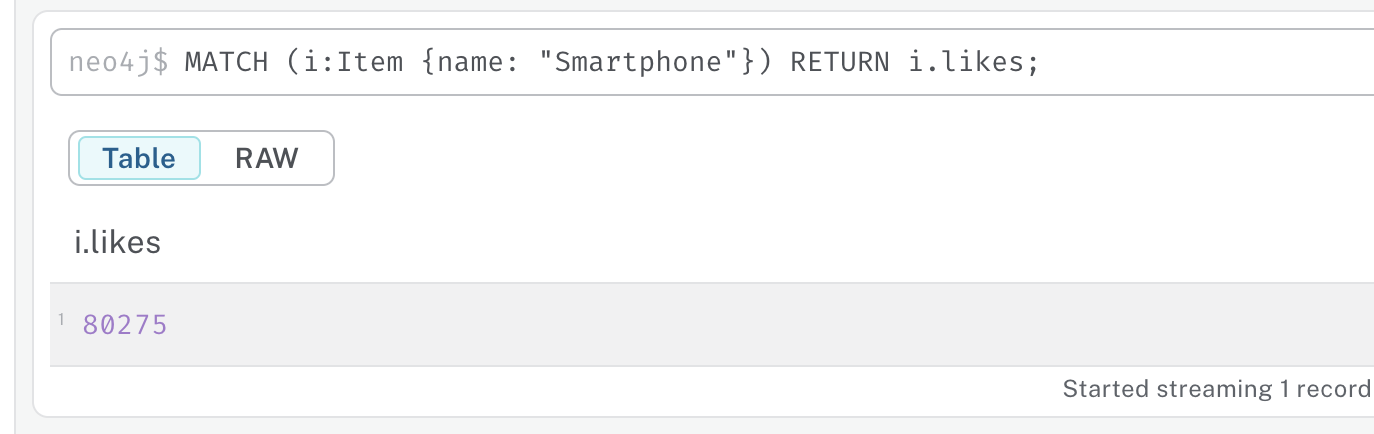 neo4j$ MATCH (i:Item {name: "Smartphone"}) RETURN i.likes;
Table RAW
i.likes
1 80275
Started streaming 1 record